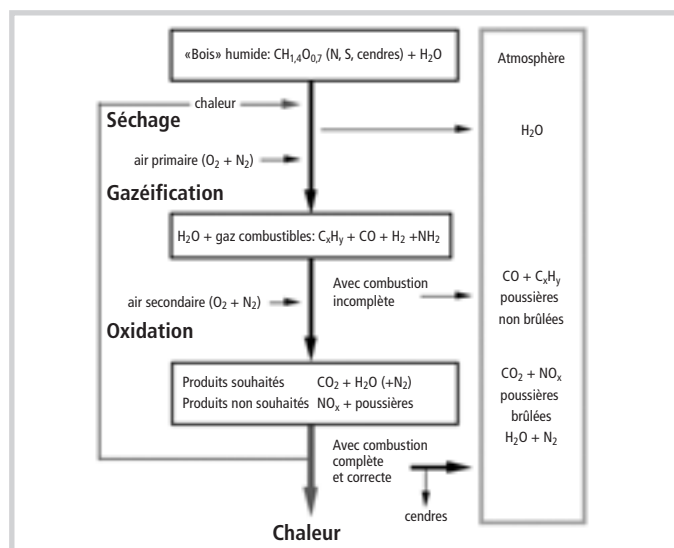 «Bois» humide: CH1,4O0,7 (N, S, cendres) + H2O
Atmosphère
chaleur
Séchage
H2O
air primaire (O2 + N2)
Gazéification
H2O + gaz combustibles: CxHy + CO + H2 +NH2
Avec combustion
incomplète
CO + CxHy
poussières
non brûlées
air secondaire (O2 + N2)
Oxidation
Produits souhaités CO2 + H2O (+N2)
Produits non souhaités NOx + poussières
CO2 + NOx
poussières
brûlées
H2O + N2
Avec combustion
complète
et correcte
cendres
Chaleur